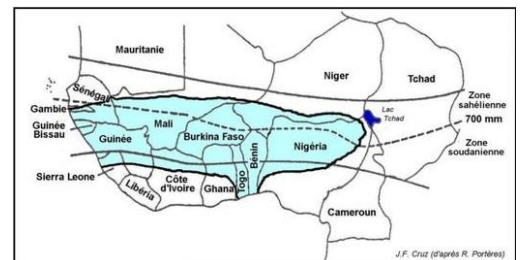 Mauritanie
Niger
Tchad
Sénégal
Zone
sahélienne
Gambie
Lac
Tchad
700 mm
Mali
Guinée
Bissau
Burkina Faso
Zone
soudanienne
Guinée
Bénin
Nigéria
Sierra Leone
Libéria
Côte
d'Ivoire
Ghana
Togo
Cameroun
J.F. Cruz (d'après R. Portères)